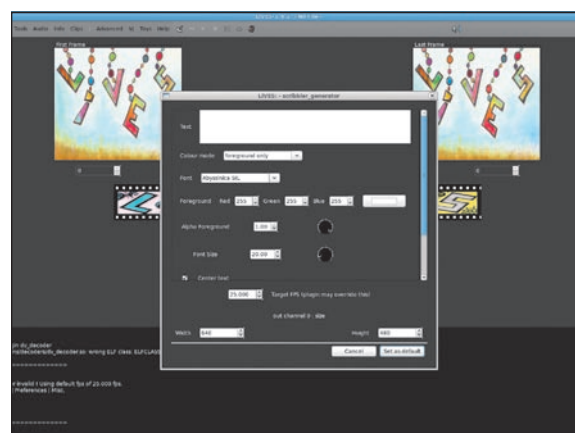 Tools Audio Info Clips Advanced VJ Toys Help
First Frame
Last Frame
LiVES: - scribbler_generator
Text
Colour mode foreground only
Font Abyssinica SIL
Foreground Red 255 Green 255 Blue 255
Alpha Foreground 1.00
Font Size 20.00
Center text
25.000 Target FPS (plugin may override this)
out channel 0 : size
Width 640 Height 480
Cancel Set as default
wrong ELF class: ELFCLASS
Using default fps of 25.000 fps.
Preferences | Misc.